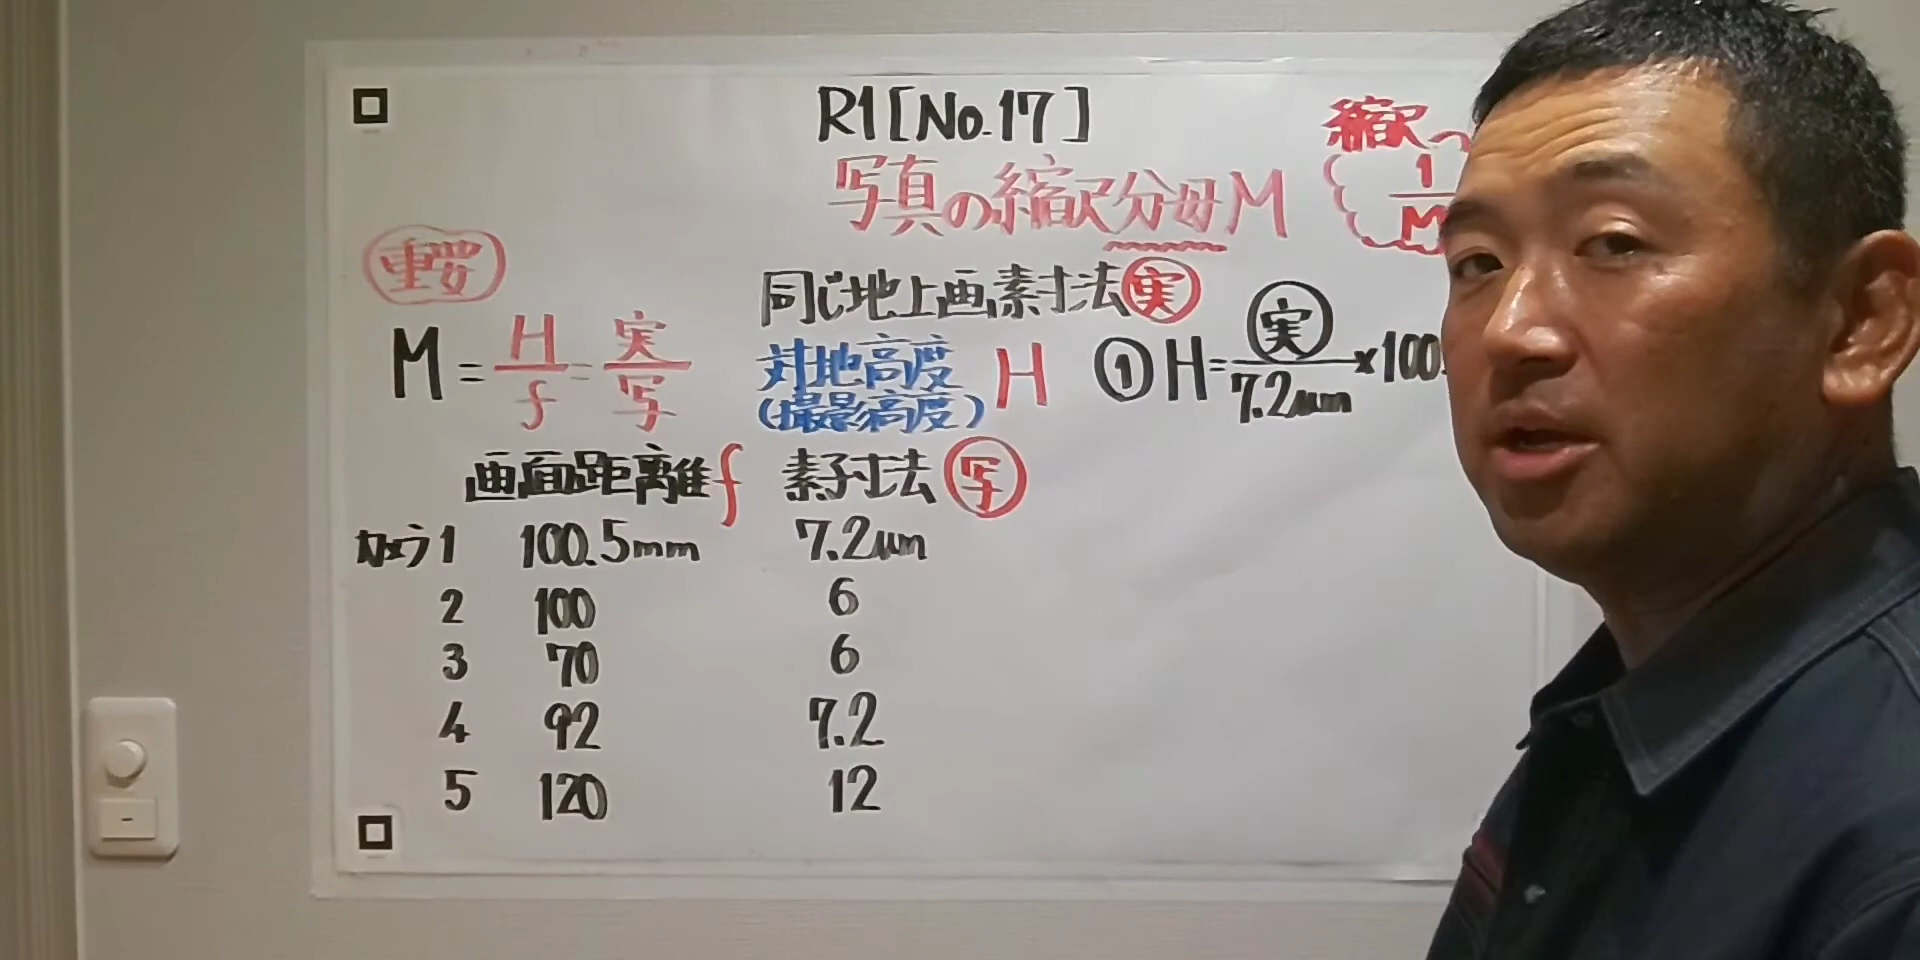 R1[No.17]
縮尺
写真の縮尺分母M
1
M
重要
同じ地上画素寸法 実
M = H/f = 実/写
対地高度 H
(撮影高度)
① H = 実/7.2μm ×100
画面距離f 素子寸法 写
カメラ1 100.5mm 7.2μm
2 100 6
3 70 6
4 92 7.2
5 120 12